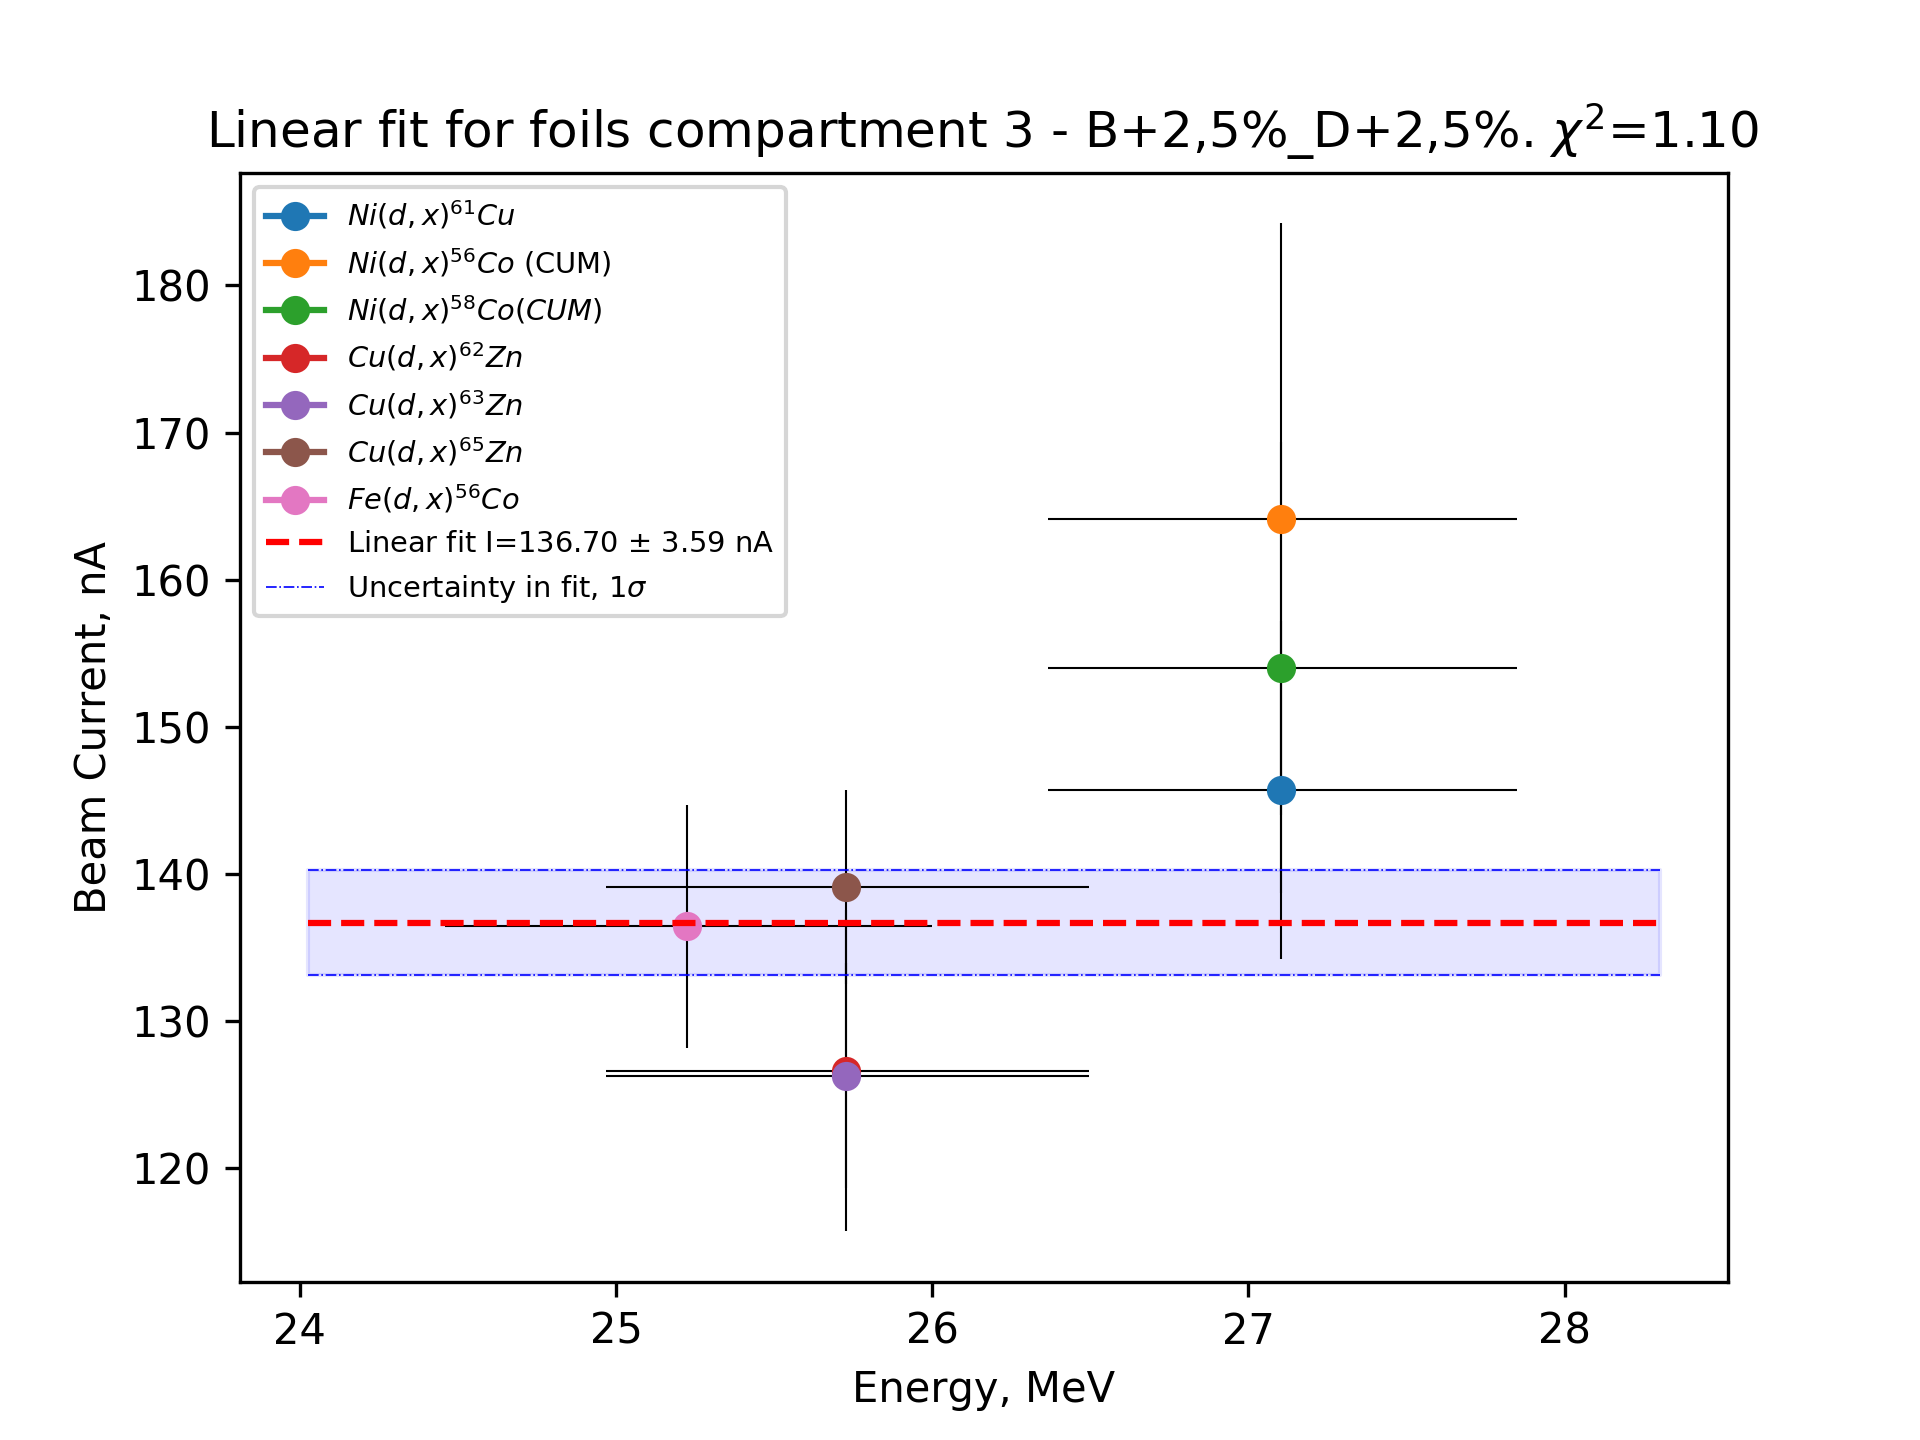 Linear fit for foils compartment 3 - B+2,5%_D+2,5%. χ²=1.10
Ni(d, x)⁶¹Cu
Ni(d, x)⁵⁶Co (CUM)
Ni(d, x)⁵⁸Co(CUM)
Cu(d, x)⁶²Zn
Cu(d, x)⁶³Zn
Cu(d, x)⁶⁵Zn
Fe(d, x)⁵⁶Co
Linear fit I=136.70 ± 3.59 nA
Uncertainty in fit, 1σ
Beam Current, nA
180
170
160
150
140
130
120
24 25 26 27 28
Energy, MeV